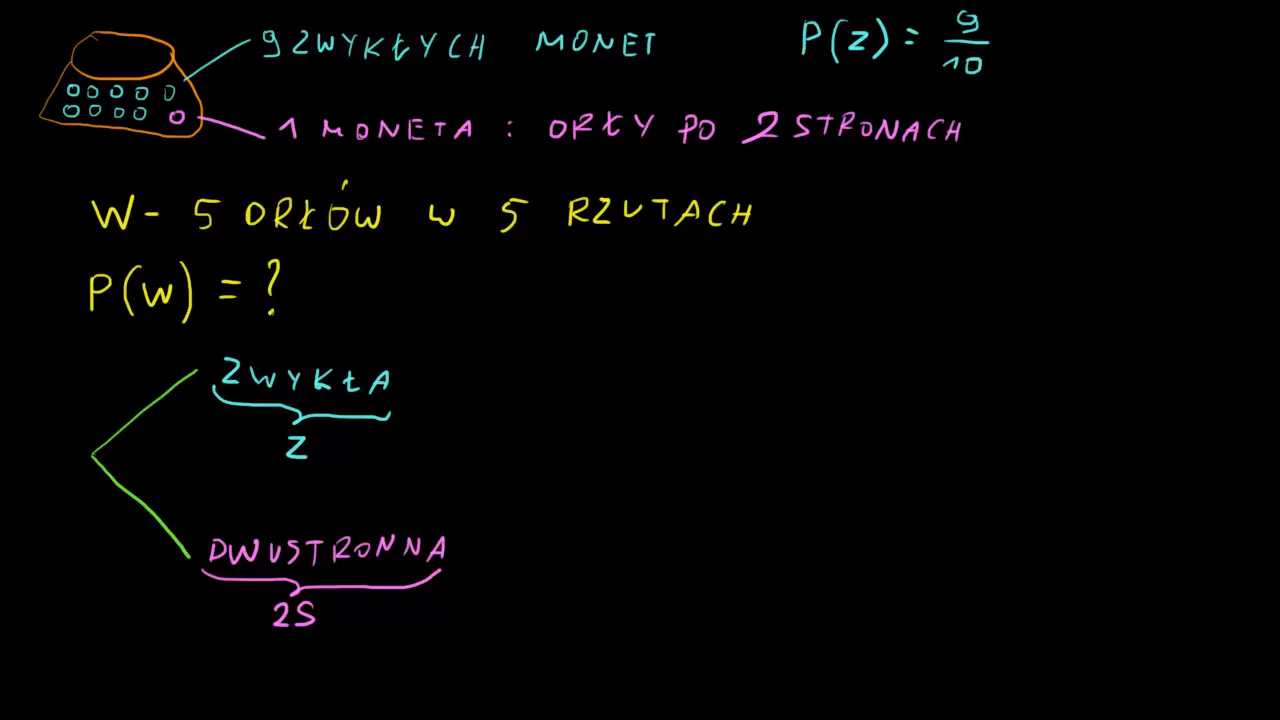 9 ZWYKŁYCH MONET
P(Z) = 9/10
1 MONETA : ORŁY PO 2 STRONACH
W - 5 ORŁÓW W 5 RZUTACH
P(W) = ?
ZWYKŁA
Z
DWUSTRONNA
2S